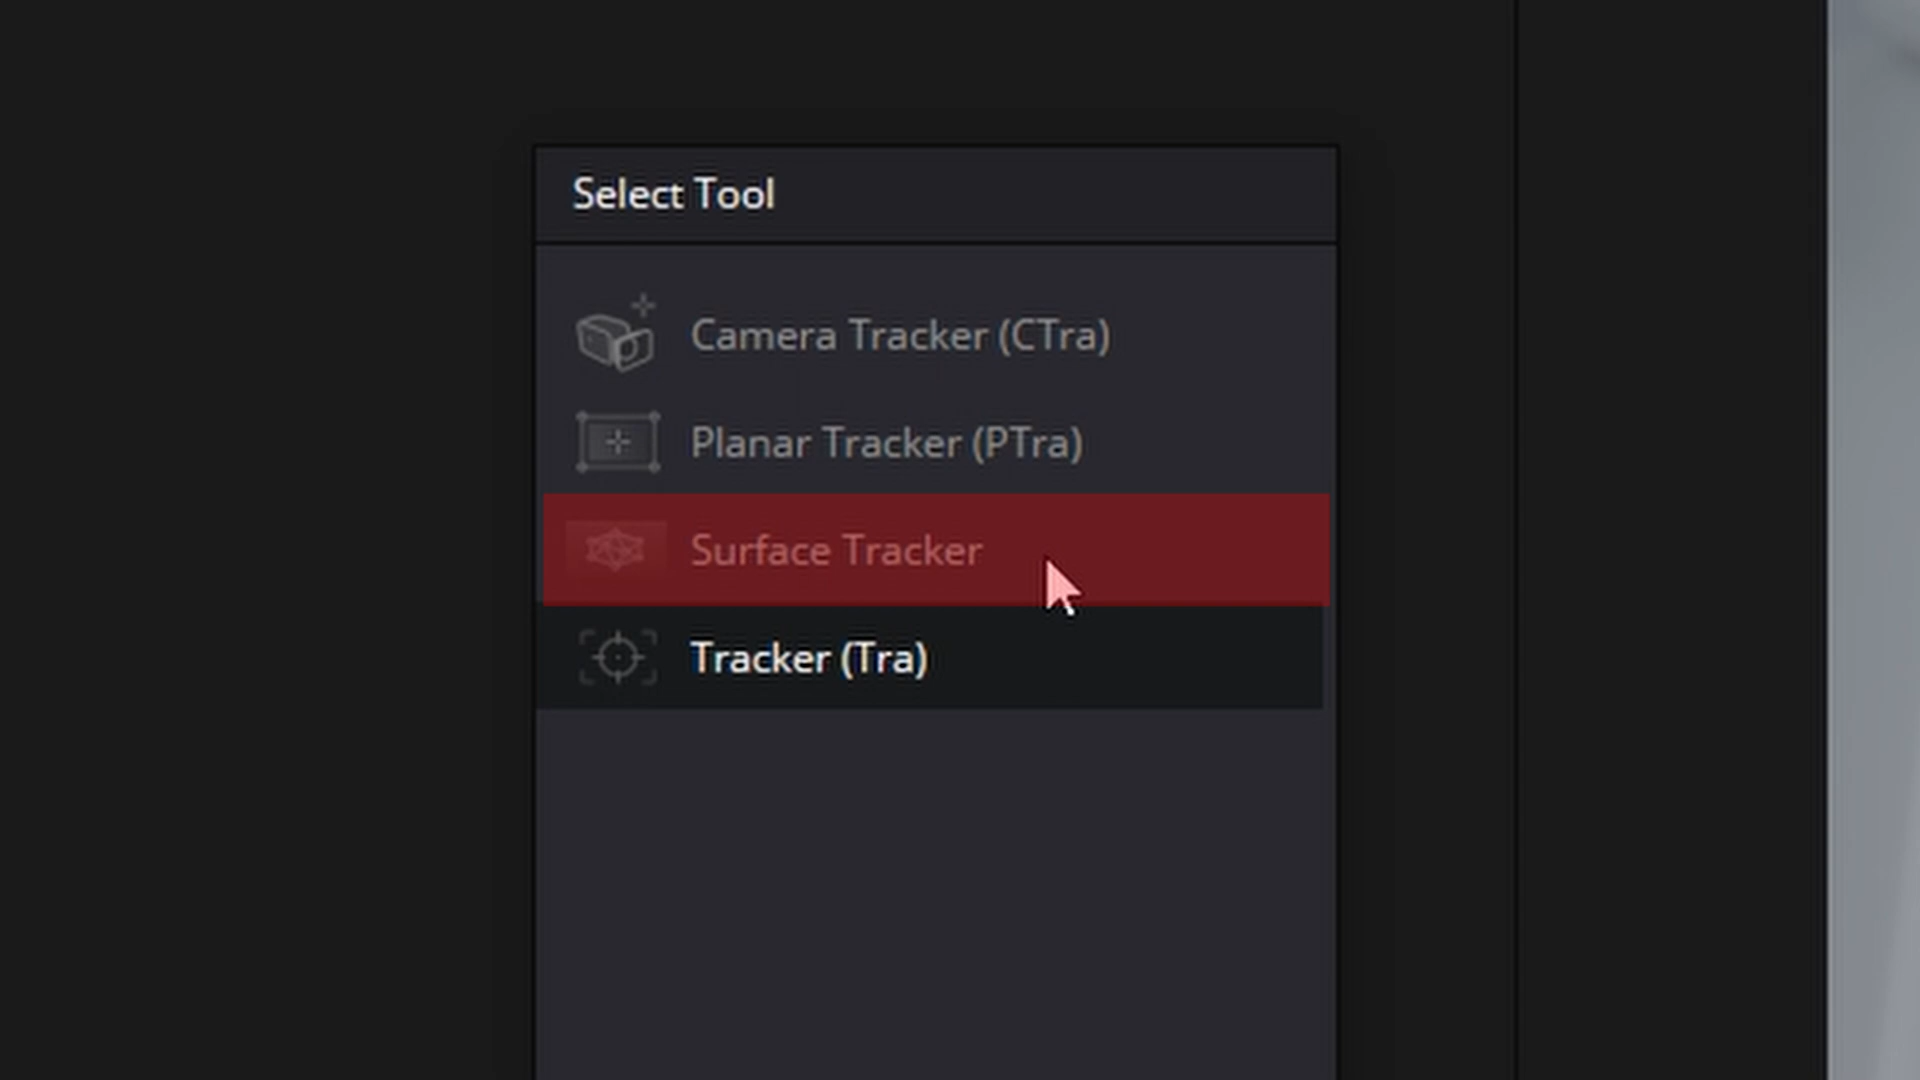 Select Tool
Camera Tracker (CTra)
Planar Tracker (PTra)
Surface Tracker
Tracker (Tra)